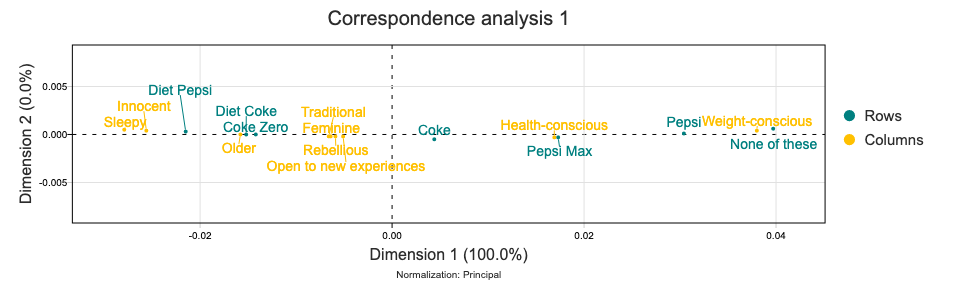 Correspondence analysis 1
Dimension 2 (0.0%)
0.005
0.000
-0.005
Diet Pepsi
Innocent
Sleepy
Diet Coke
Coke Zero
Older
Traditional
Feminine
Rebellious
Open to new experiences
Coke
Health-conscious
Pepsi Max
Pepsi
Weight-conscious
None of these
Rows
Columns
-0.02
0.00
0.02
0.04
Dimension 1 (100.0%)
Normalization: Principal